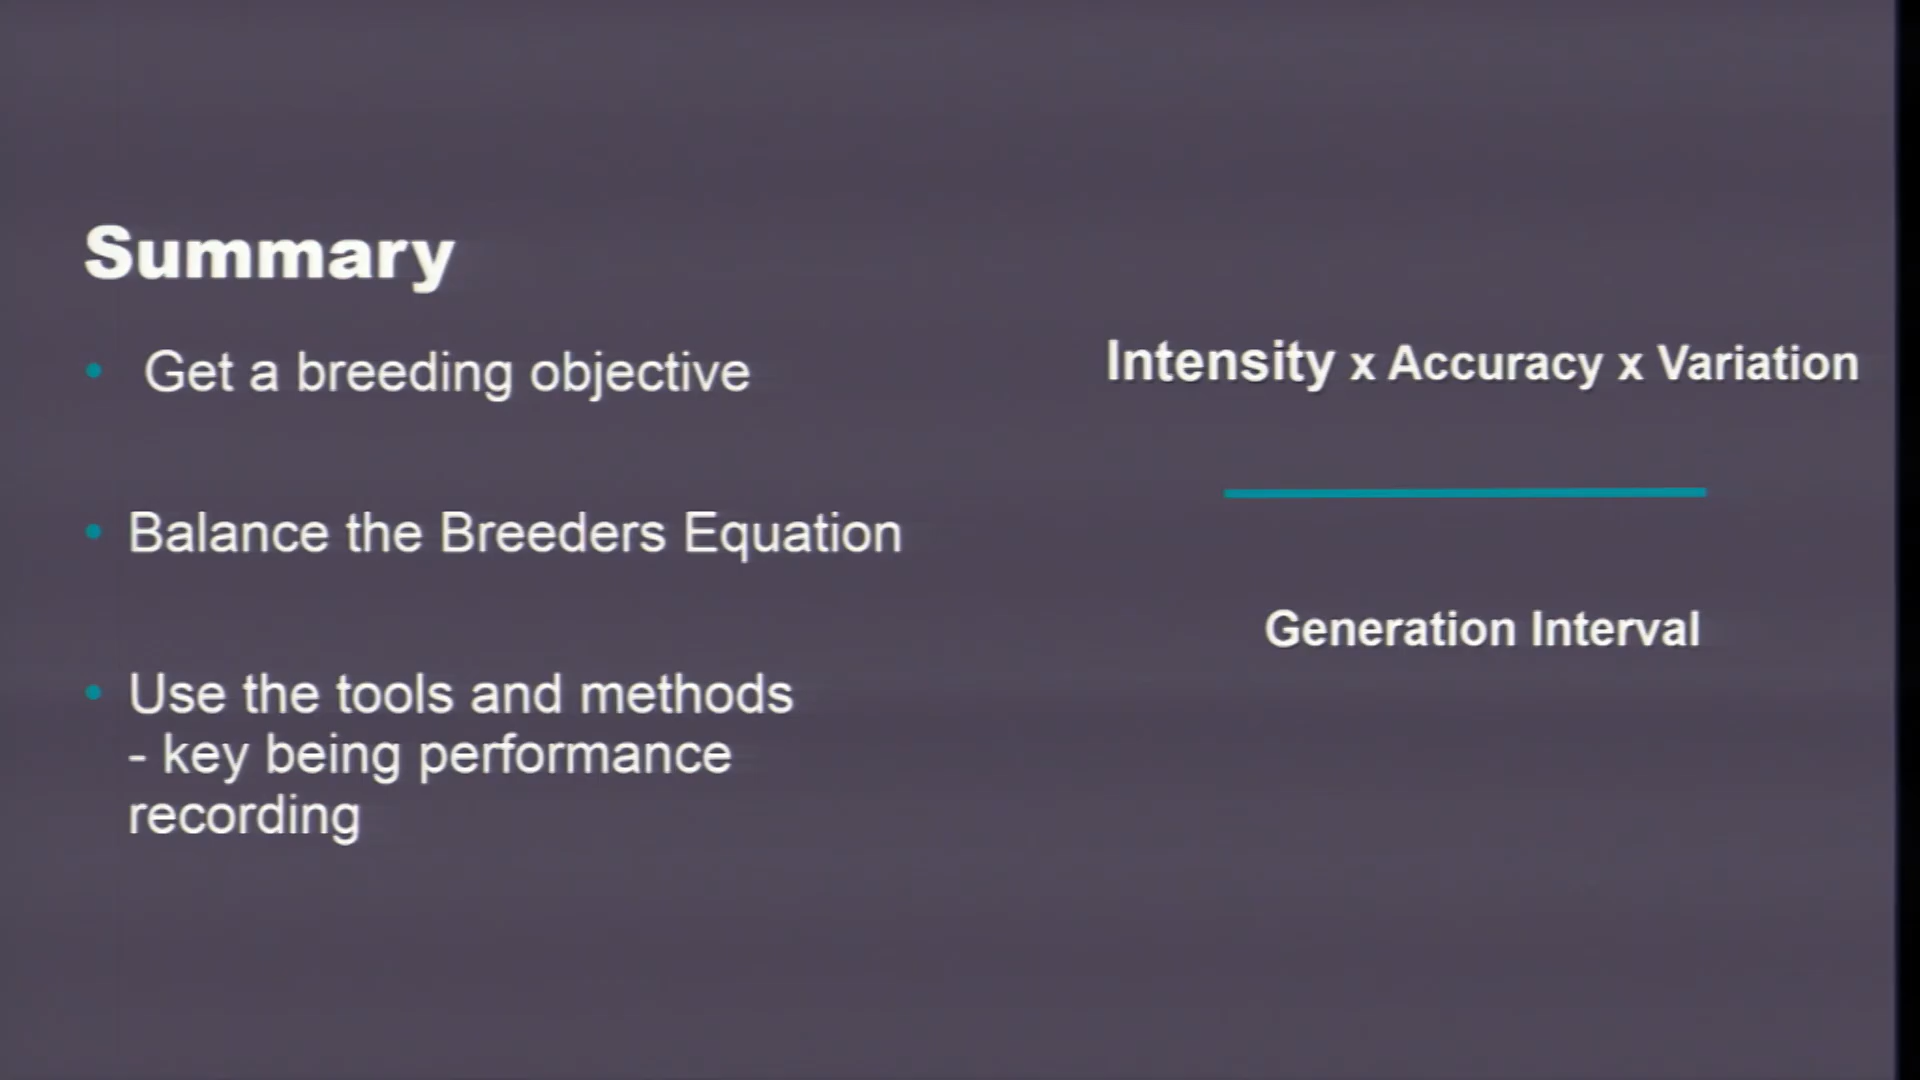 Summary
Get a breeding objective
Balance the Breeders Equation
Use the tools and methods
- key being performance
recording
Intensity x Accuracy x Variation
Generation Interval